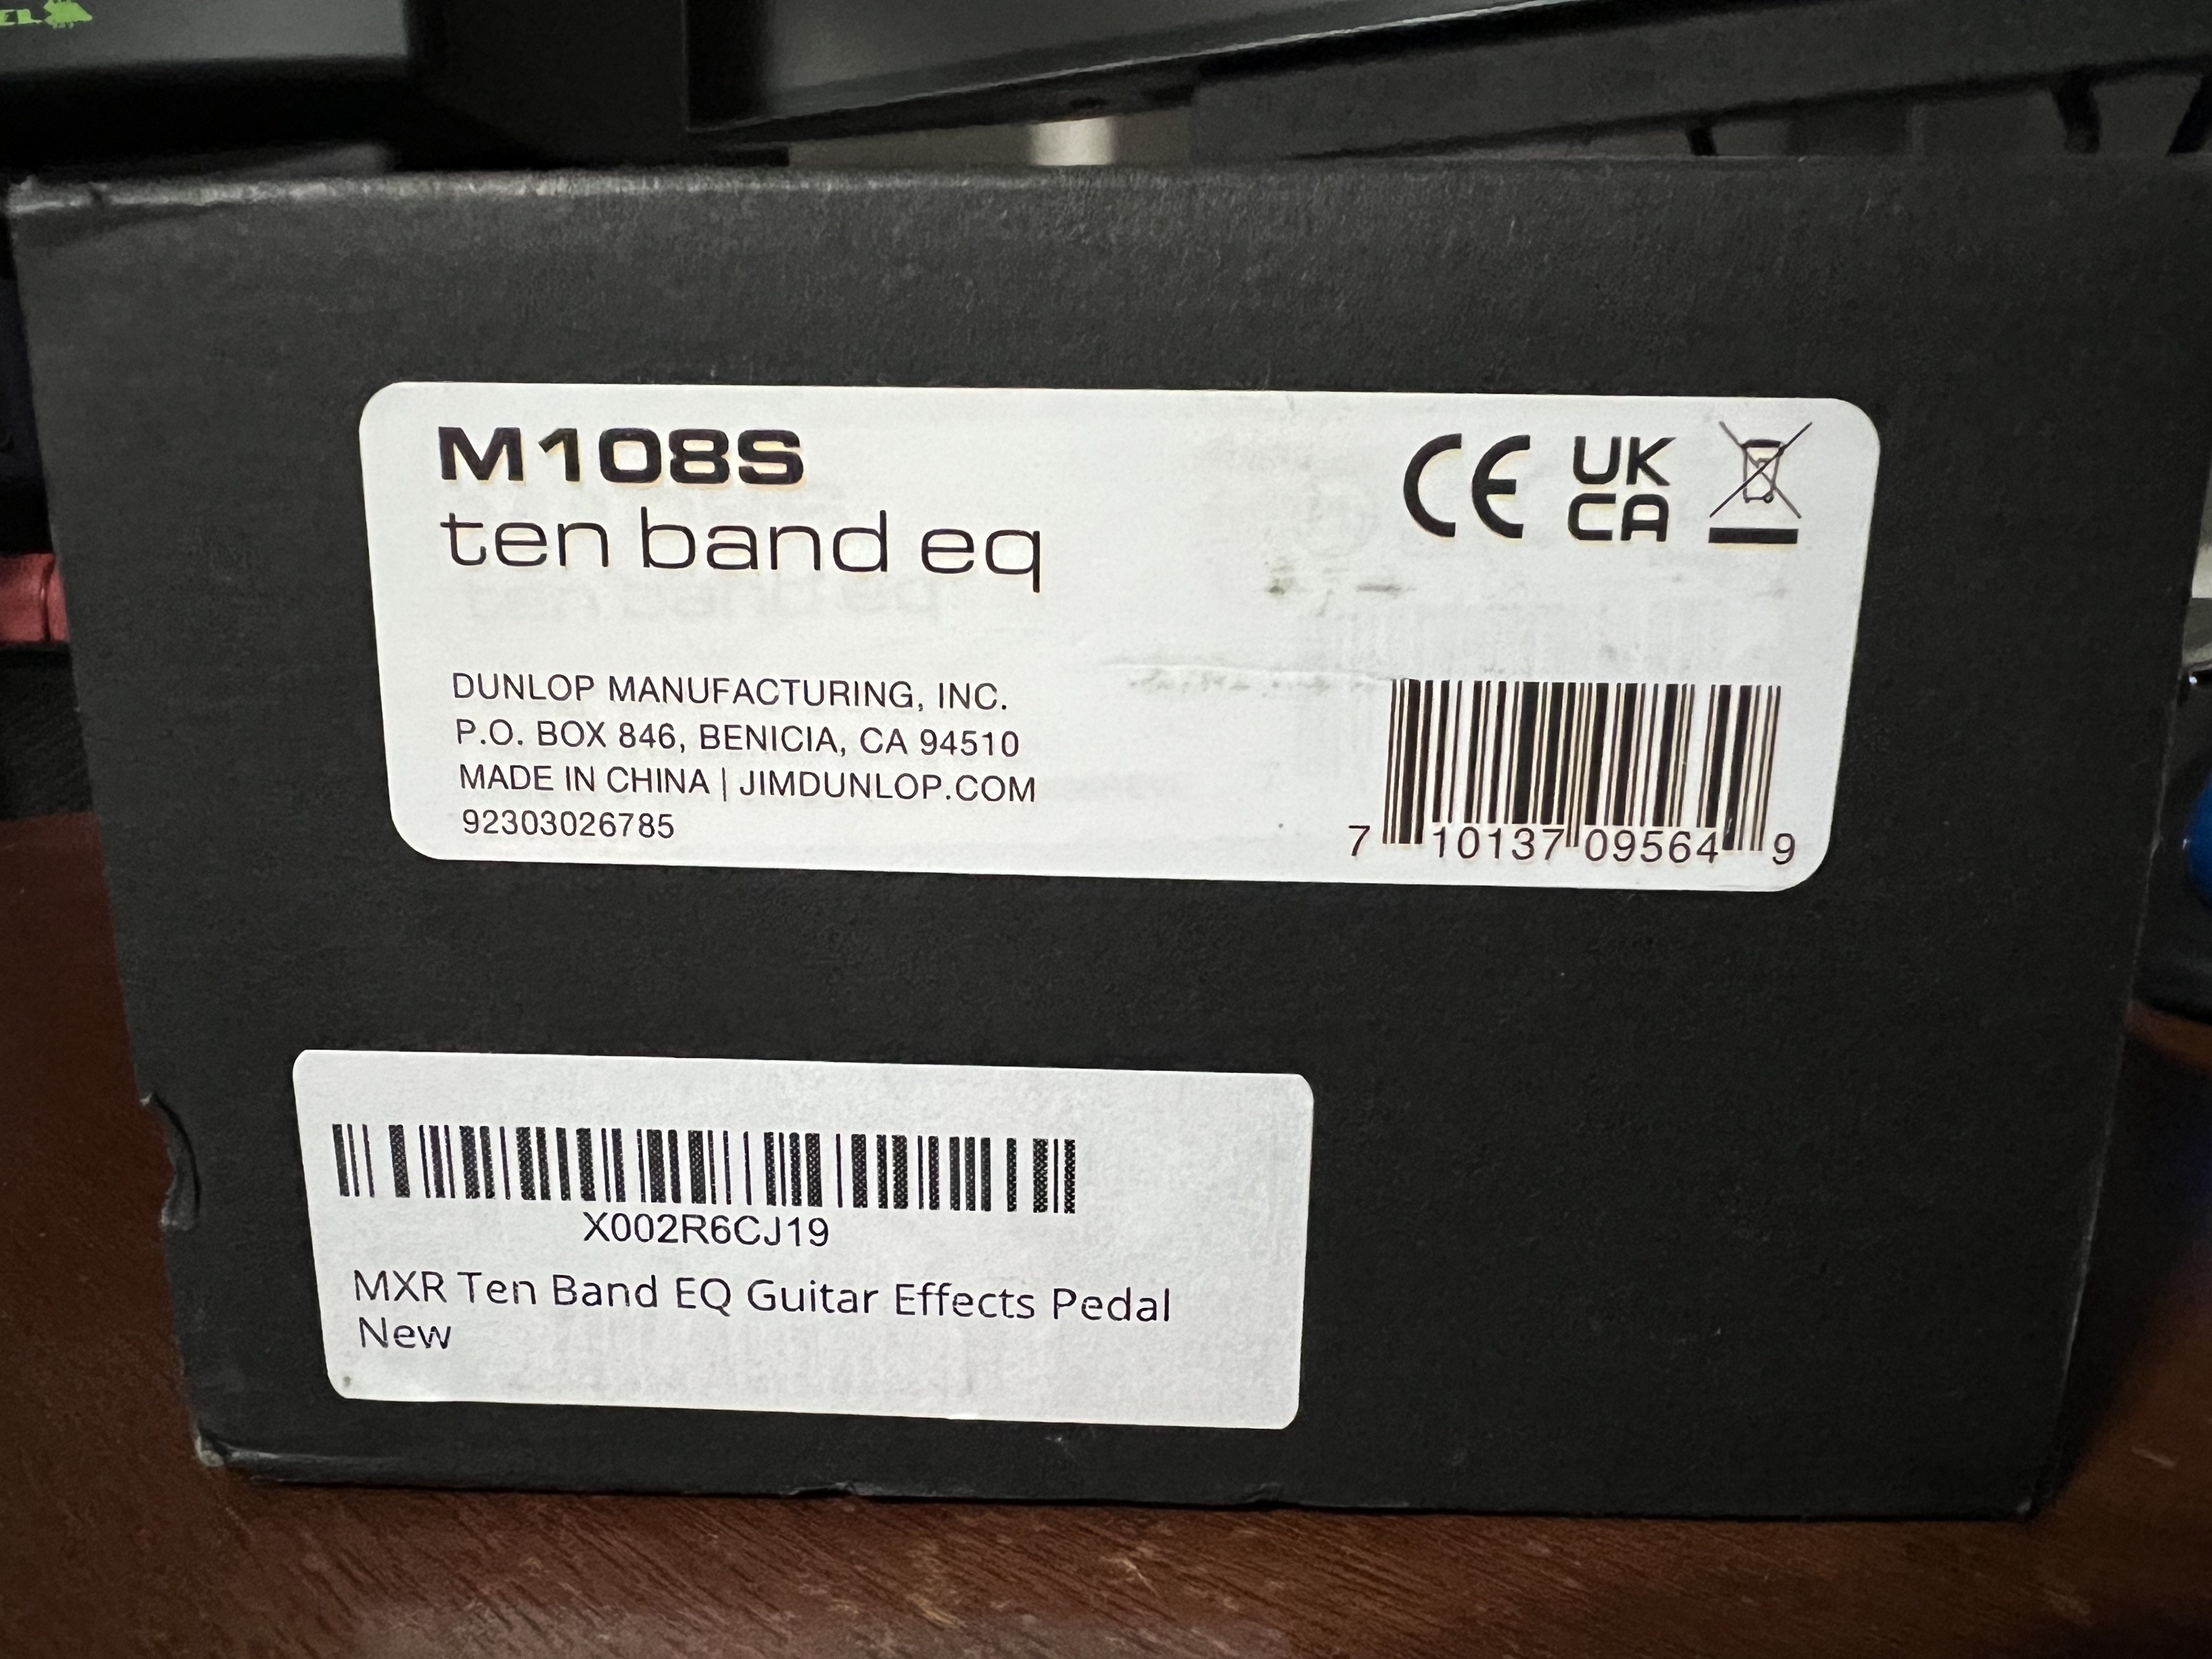 M108S
ten band eq
CE UK CA
DUNLOP MANUFACTURING, INC.
P.O. BOX 846, BENICIA, CA 94510
MADE IN CHINA | JIMDUNLOP.COM
92303026785
7 10137 09564 9
X002R6CJ19
MXR Ten Band EQ Guitar Effects Pedal
New